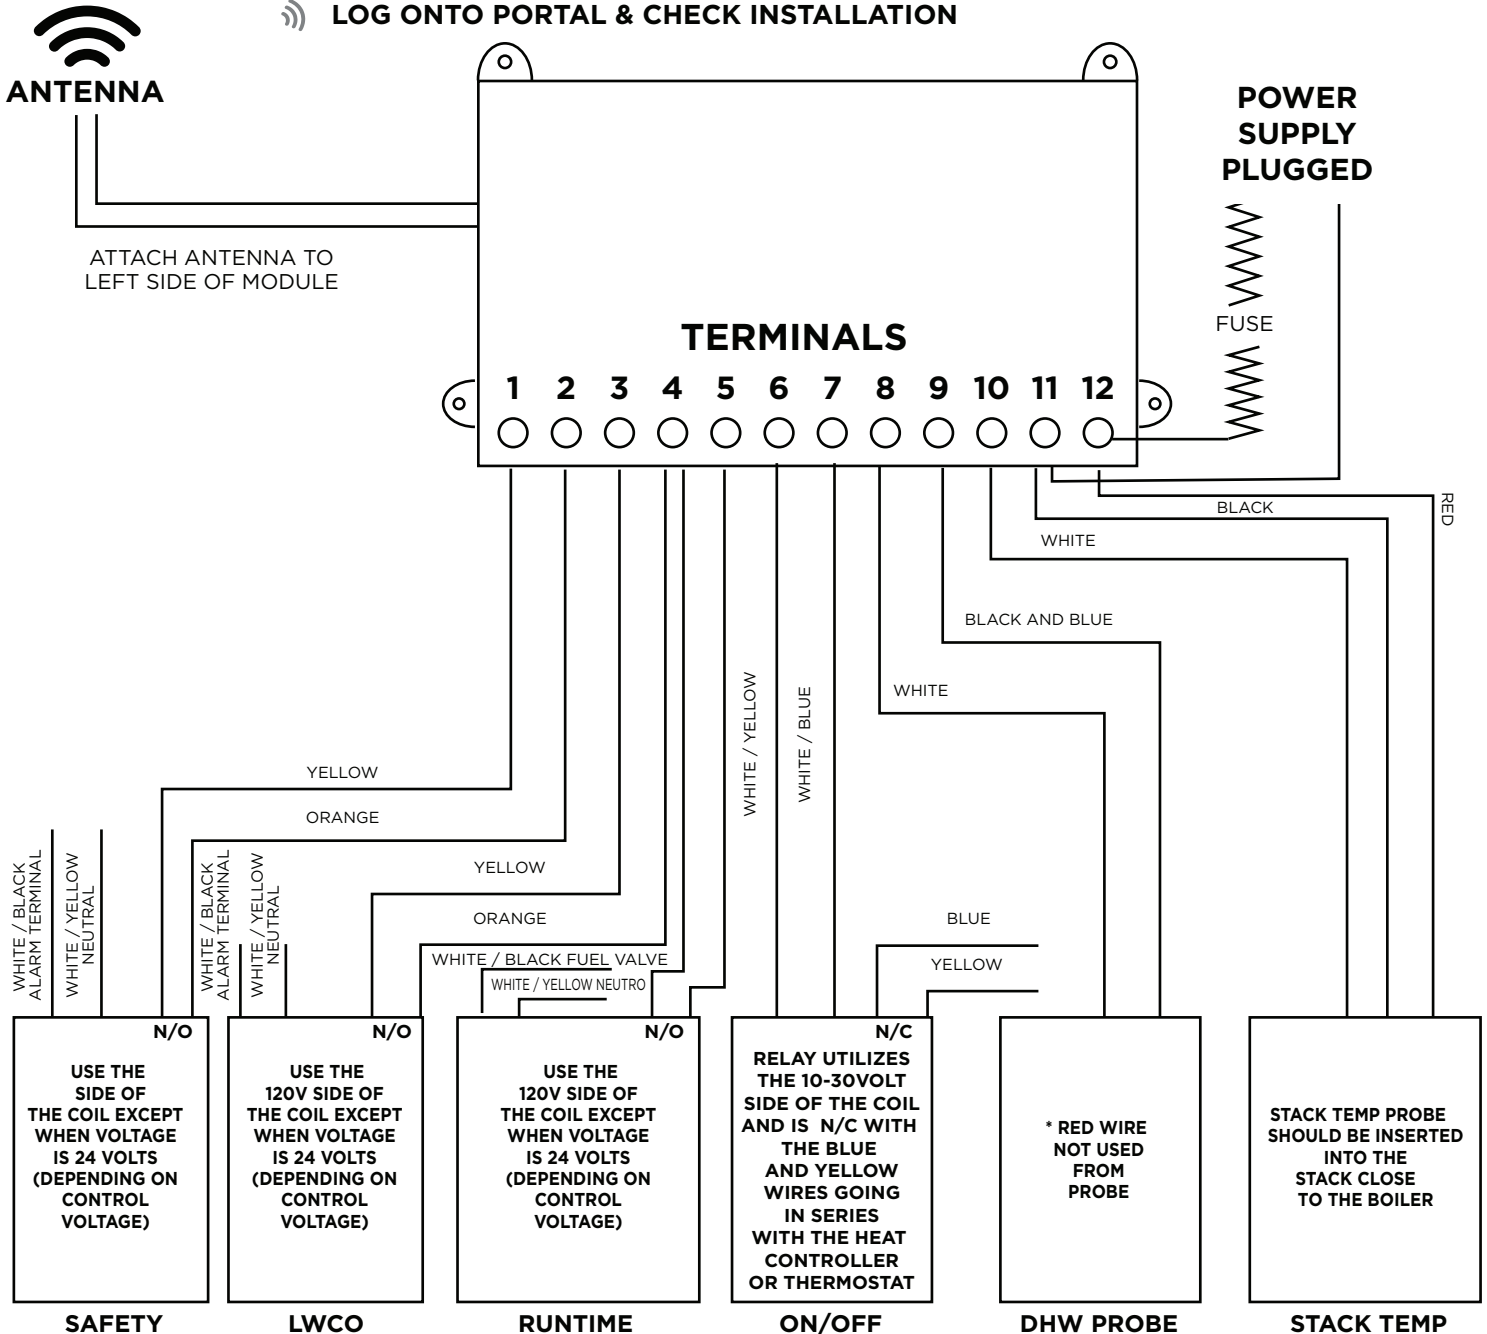 LOG ONTO PORTAL & CHECK INSTALLATION
ANTENNA
POWER
SUPPLY
PLUGGED
ATTACH ANTENNA TO
LEFT SIDE OF MODULE
FUSE
TERMINALS
1 2 3 4 5 6 7 8 9 10 11 12
RED
BLACK
WHITE
BLACK AND BLUE
WHITE
WHITE / YELLOW
WHITE / BLUE
YELLOW
ORANGE
YELLOW
ORANGE
WHITE / BLACK
ALARM TERMINAL
WHITE / YELLOW
NEUTRAL
WHITE / BLACK
ALARM TERMINAL
WHITE / YELLOW
NEUTRAL
WHITE / BLACK FUEL VALVE
WHITE / YELLOW NEUTRO
BLUE
YELLOW
N/O
USE THE
SIDE OF
THE COIL EXCEPT
WHEN VOLTAGE
IS 24 VOLTS
(DEPENDING ON
CONTROL
VOLTAGE)
SAFETY
N/O
USE THE
120V SIDE OF
THE COIL EXCEPT
WHEN VOLTAGE
IS 24 VOLTS
(DEPENDING ON
CONTROL
VOLTAGE)
LWCO
N/O
USE THE
120V SIDE OF
THE COIL EXCEPT
WHEN VOLTAGE
IS 24 VOLTS
(DEPENDING ON
CONTROL
VOLTAGE)
RUNTIME
N/C
RELAY UTILIZES
THE 10-30VOLT
SIDE OF THE COIL
AND IS N/C WITH
THE BLUE
AND YELLOW
WIRES GOING
IN SERIES
WITH THE HEAT
CONTROLLER
OR THERMOSTAT
ON/OFF
* RED WIRE
NOT USED
FROM
PROBE
DHW PROBE
STACK TEMP PROBE
SHOULD BE INSERTED
INTO THE
STACK CLOSE
TO THE BOILER
STACK TEMP